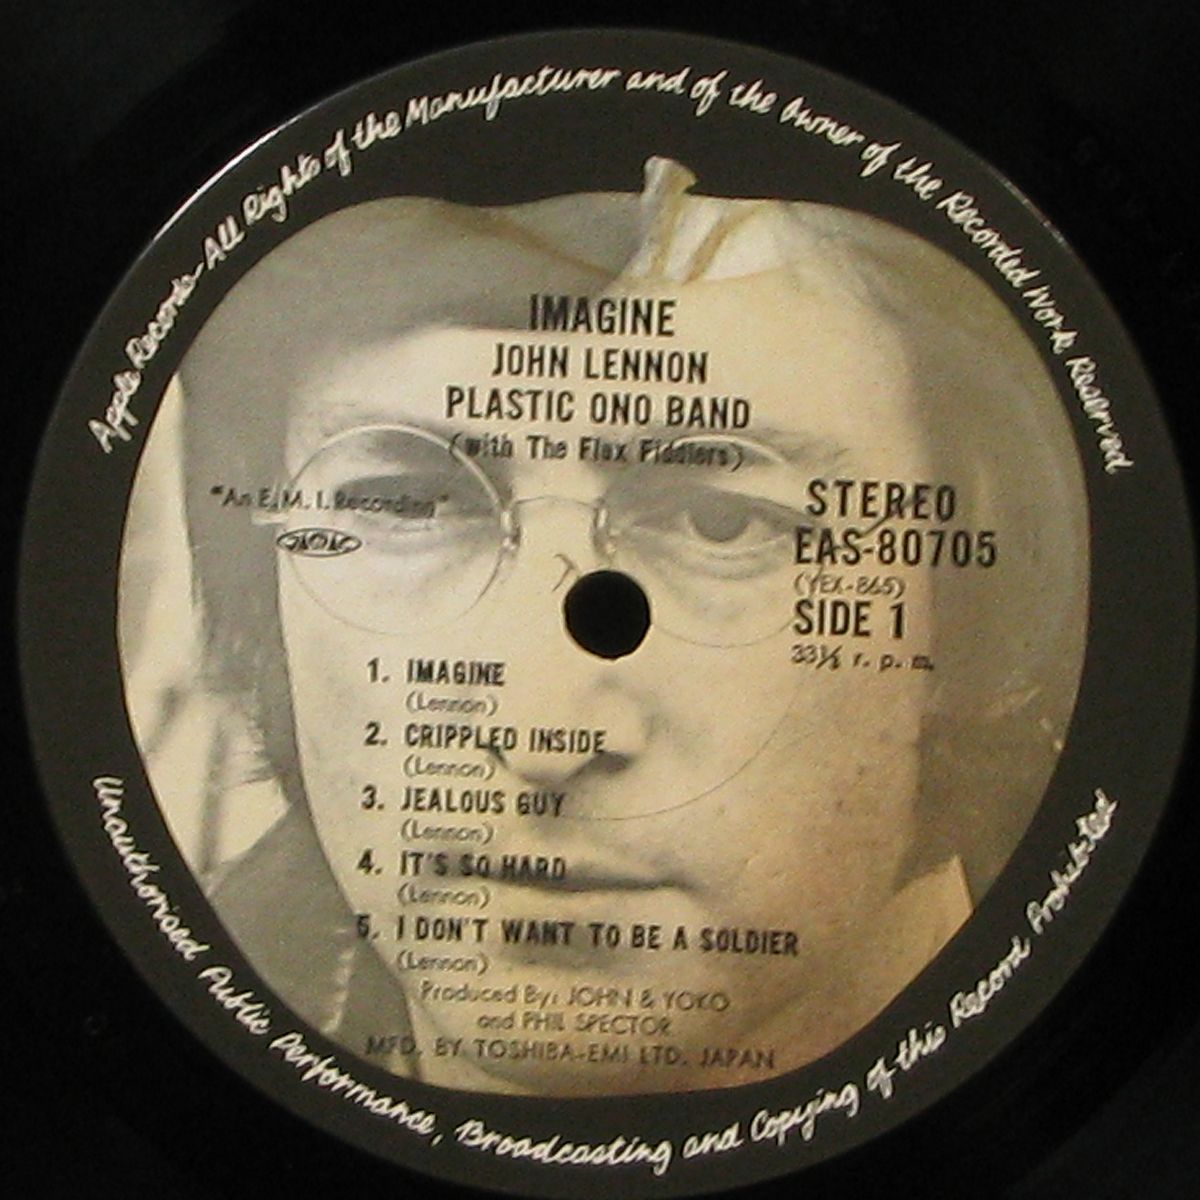 Apple Records-All Rights of the Manufacturer and of the Owner of the Recorded Work Reserved
IMAGINE
JOHN LENNON
PLASTIC ONO BAND
(with The Flux Fiddlers)
"An E.M.I. Recording"
STEREO
EAS-80705
(YEX-865)
SIDE 1
33⅓ r. p. m.
1. IMAGINE
(Lennon)
2. CRIPPLED INSIDE
(Lennon)
3. JEALOUS GUY
(Lennon)
4. IT'S SO HARD
(Lennon)
5. I DON'T WANT TO BE A SOLDIER
(Lennon)
Produced By: JOHN & YOKO
and PHIL SPECTOR
MFD. BY TOSHIBA-EMI LTD. JAPAN
Unauthorised Public Performance, Broadcasting and Copying of this Record Prohibited